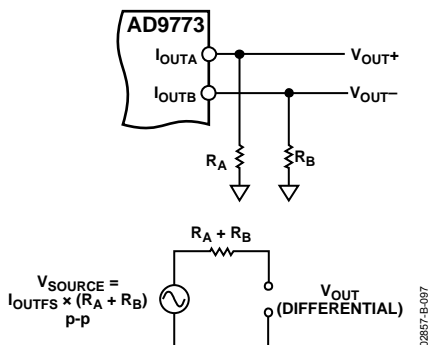 AD9773
IOUTA
VOUT+
IOUTB
VOUT–
RA
RB
RA + RB
VSOURCE =
IOUTFS × (RA + RB)
p-p
VOUT
(DIFFERENTIAL)
02857-B-097